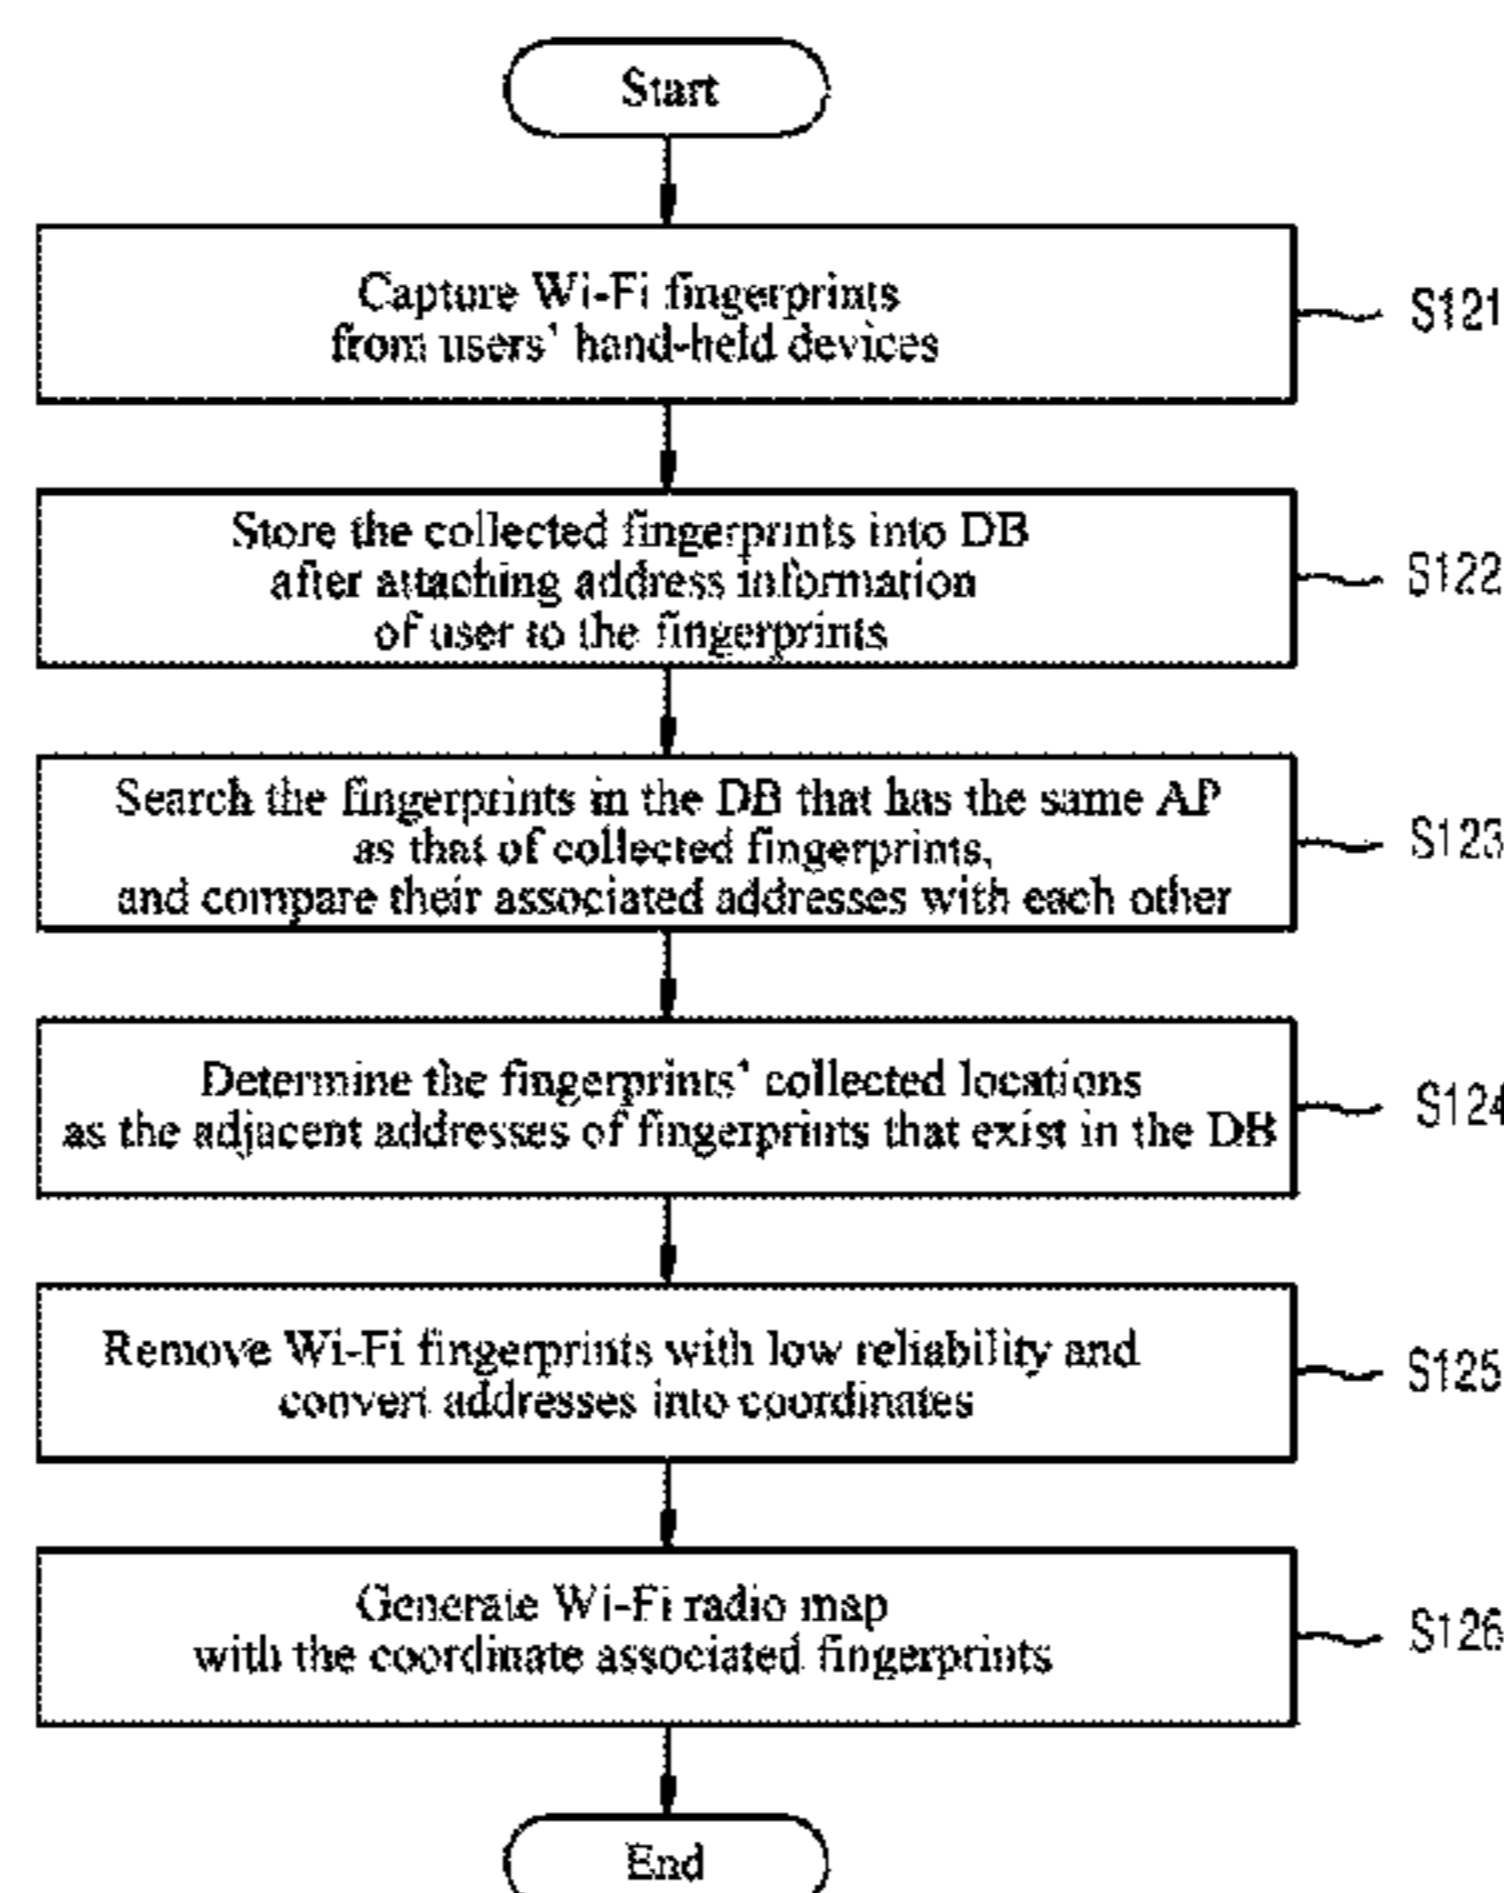 Start
Capture Wi-Fi fingerprints
from users' hand-held devices
S121
Store the collected fingerprints into DB
after attaching address information
of user to the fingerprints
S122
Search the fingerprints in the DB that has the same AP
as that of collected fingerprints,
and compare their associated addresses with each other
S123
Determine the fingerprints' collected locations
as the adjacent addresses of fingerprints that exist in the DB
S124
Remove Wi-Fi fingerprints with low reliability and
convert addresses into coordinates
S125
Generate Wi-Fi radio map
with the coordinate associated fingerprints
S126
End